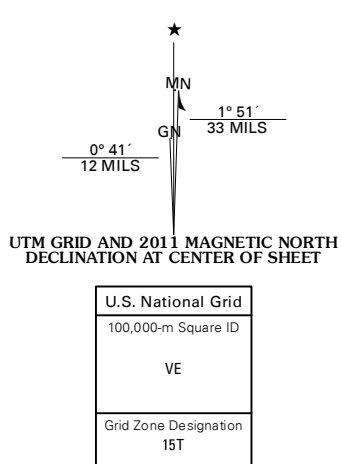 ★
MN
1° 51´
33 MILS
GN
0° 41´
12 MILS
UTM GRID AND 2011 MAGNETIC NORTH
DECLINATION AT CENTER OF SHEET
U.S. National Grid
100,000-m Square ID
VE
Grid Zone Designation
15T